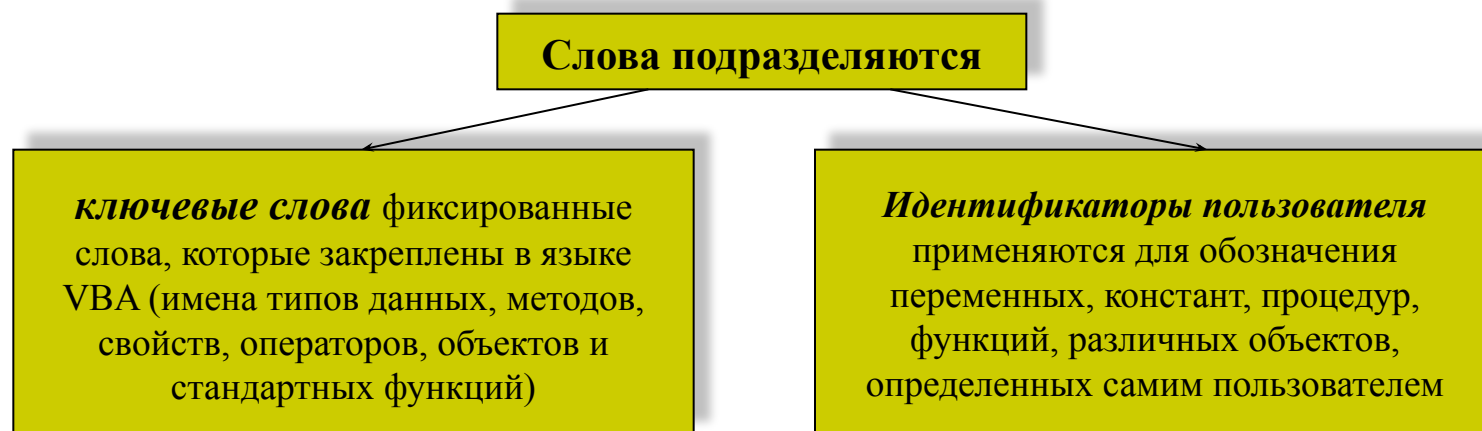 Слова подразделяются
ключевые слова фиксированные
слова, которые закреплены в языке
VBA (имена типов данных, методов,
свойств, операторов, объектов и
стандартных функций)
Идентификаторы пользователя
применяются для обозначения
переменных, констант, процедур,
функций, различных объектов,
определенных самим пользователем